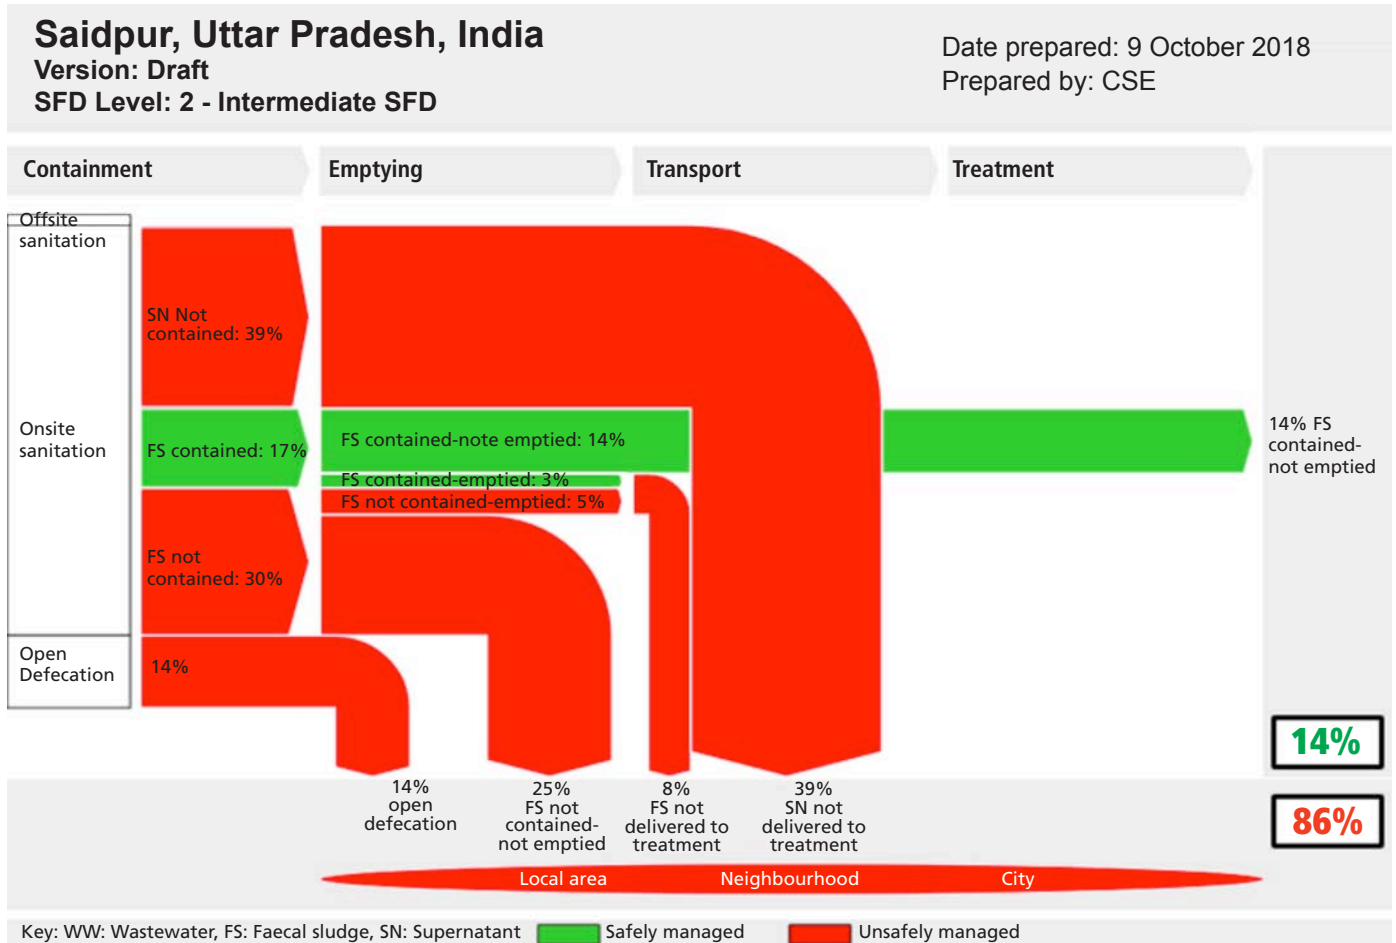 Saidpur, Uttar Pradesh, India
Version: Draft
SFD Level: 2 - Intermediate SFD
Date prepared: 9 October 2018
Prepared by: CSE
Containment
Emptying
Transport
Treatment
Offsite
sanitation
Onsite
sanitation
Open
Defecation
SN Not
contained: 39%
FS contained: 17%
FS not
contained: 30%
14%
FS contained-note emptied: 14%
FS contained-emptied: 3%
FS not contained-emptied: 5%
14% FS
contained-
not emptied
14%
86%
14%
open
defecation
25%
FS not
contained-
not emptied
8%
FS not
delivered to
treatment
39%
SN not
delivered to
treatment
Local area
Neighbourhood
City
Key: WW: Wastewater, FS: Faecal sludge, SN: Supernatant
Safely managed
Unsafely managed